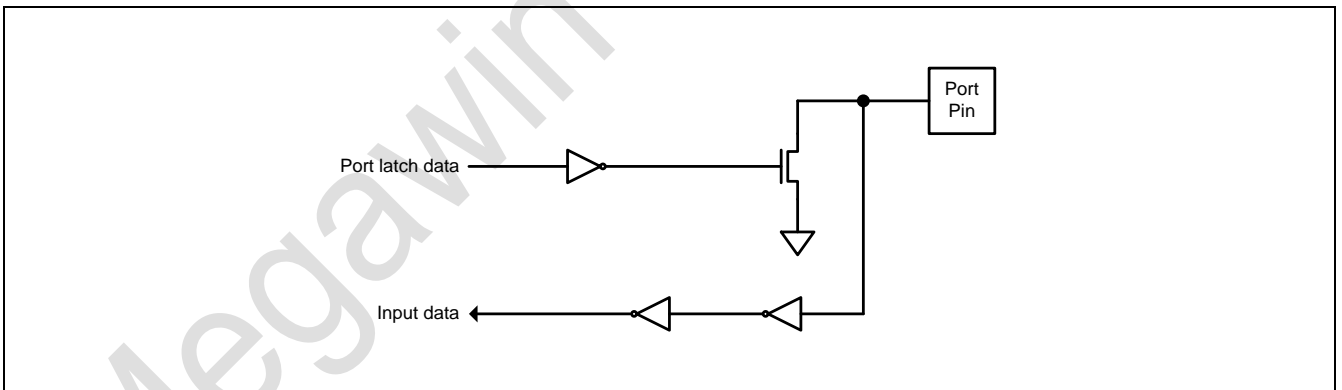 Port
Pin
Port latch data
Input data
Megawin